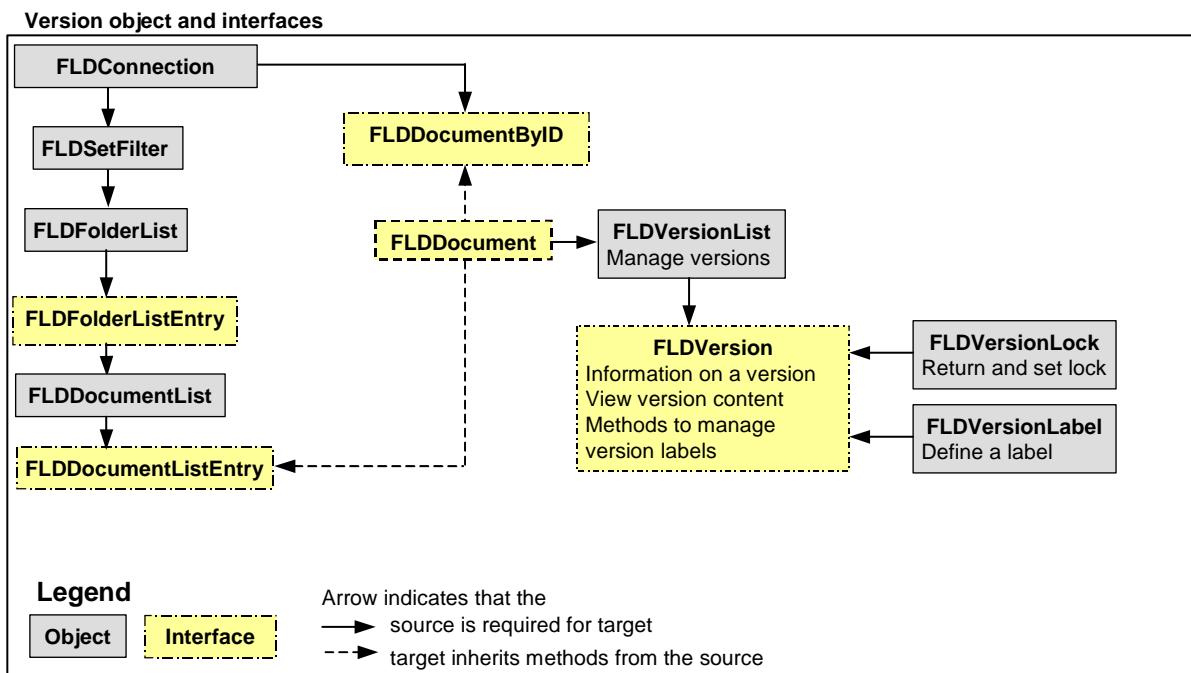 Version object and interfaces
FLDConnection
FLDDocumentByID
FLDSetFilter
FLDFolderList
FLDDocument
FLDVersionList
Manage versions
FLDFolderListEntry
FLDVersion
Information on a version
View version content
Methods to manage
version labels
FLDVersionLock
Return and set lock
FLDDocumentList
FLDVersionLabel
Define a label
FLDDocumentListEntry
Legend
Object
Interface
Arrow indicates that the
source is required for target
target inherits methods from the source